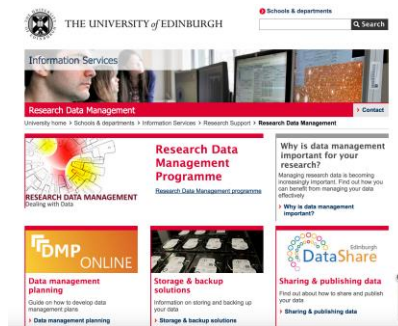 Schools & departments
THE UNIVERSITY of EDINBURGH
Search
Information Services
Research Data Management
Contact
University home > Schools & departments > Information Services > Research Support > Research Data Management
RESEARCH DATA MANAGEMENT
Dealing with Data
Research Data
Management
Programme
Research Data Management programme
Why is data management
important for your
research?
Managing research data is becoming
increasingly important. Find out how you
can benefit from managing your data
effectively
Why is data management
important?
DMP
ONLINE
Data management
planning
Guide on how to develop data
management plans
Data management planning
Storage & backup
solutions
Information on storing and backing up
your data
Storage & backup solutions
Edinburgh
DataShare
Sharing & publishing data
Find out about how to share and publish
your data
Sharing & publishing data